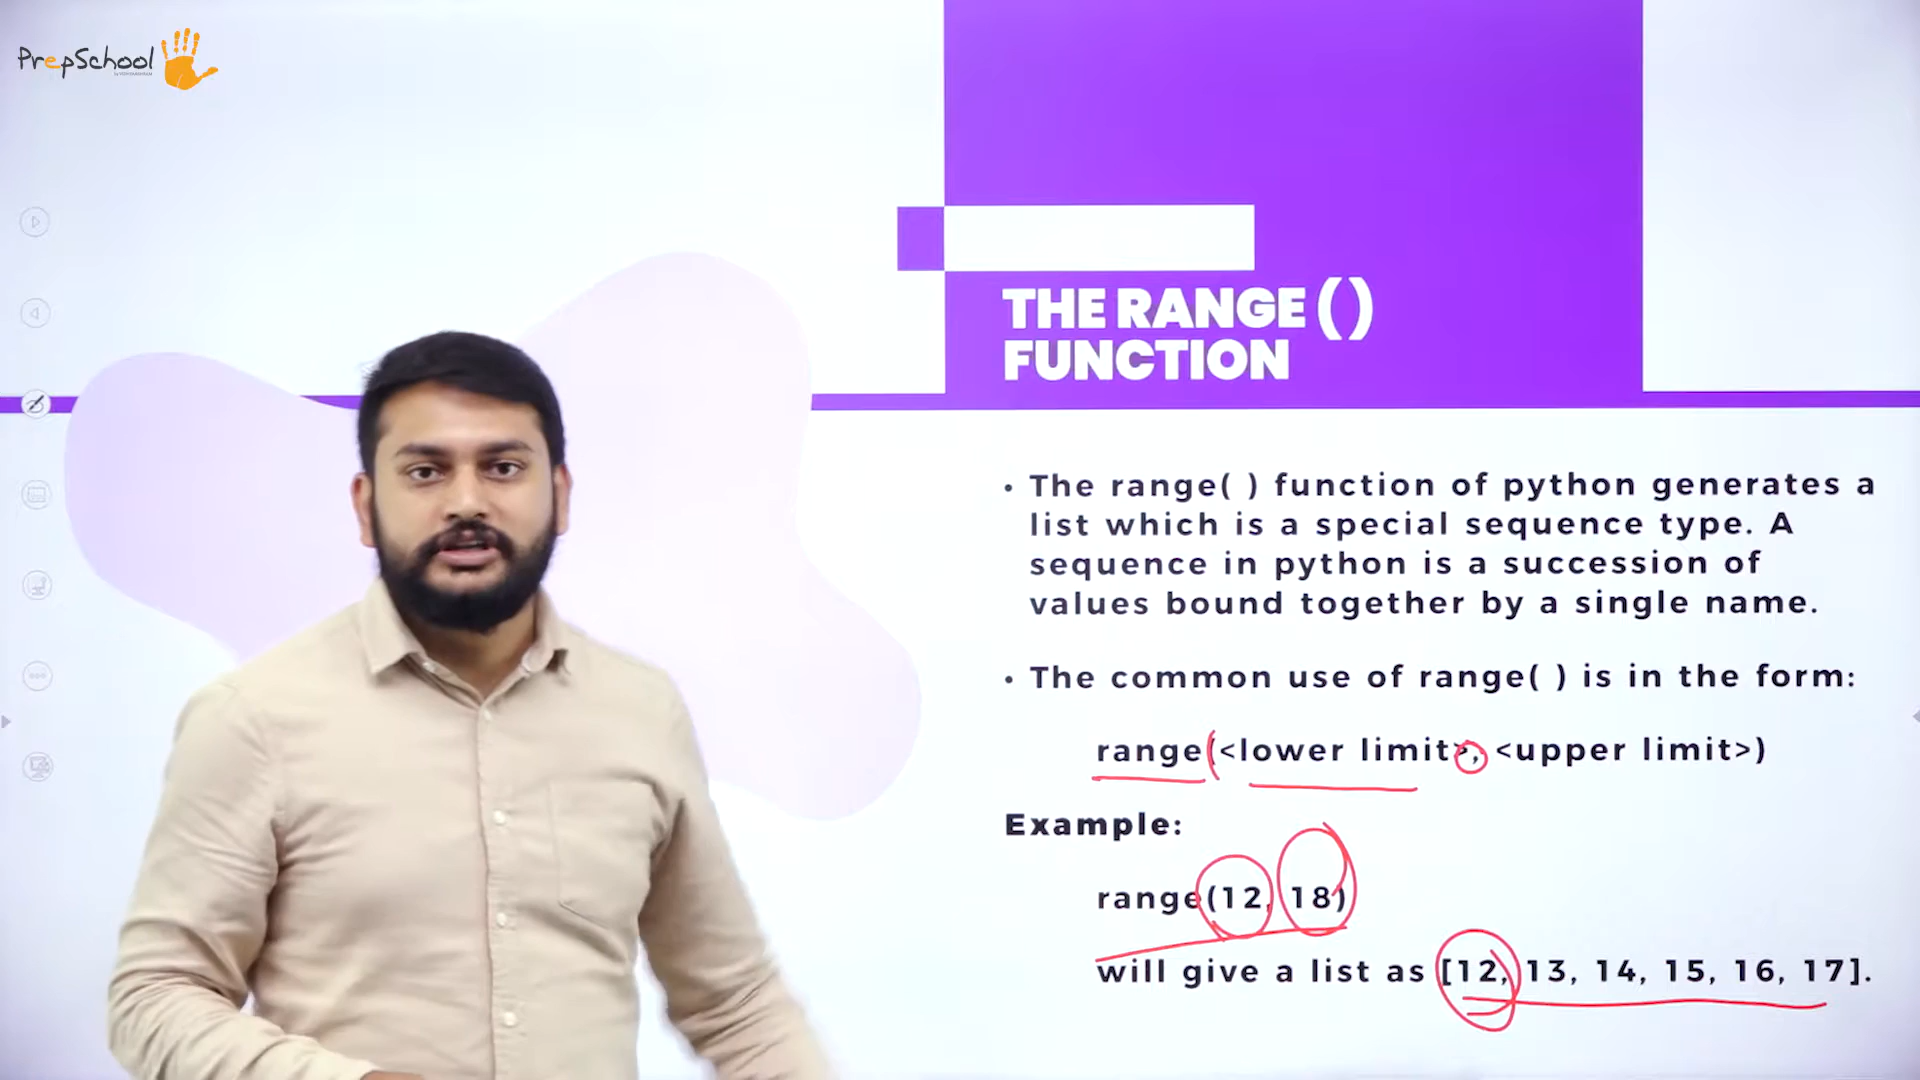 PrepSchool
THE RANGE ( )
FUNCTION
• The range( ) function of python generates a
list which is a special sequence type. A
sequence in python is a succession of
values bound together by a single name.
• The common use of range( ) is in the form:
range(<lower limit>, <upper limit>)
Example:
range(12, 18)
will give a list as [12, 13, 14, 15, 16, 17].